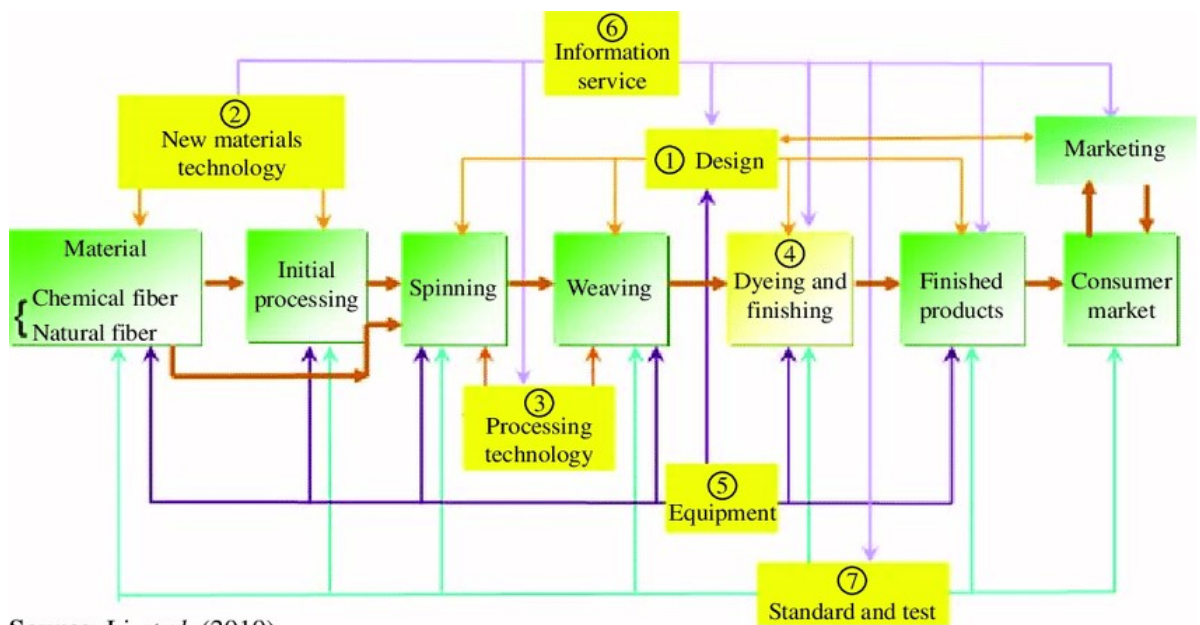 ⑥
Information
service
②
New materials
technology
① Design
Marketing
Material
{ Chemical fiber
Natural fiber
Initial
processing
Spinning
Weaving
④
Dyeing and
finishing
Finished
products
Consumer
market
③
Processing
technology
⑤
Equipment
⑦
Standard and test